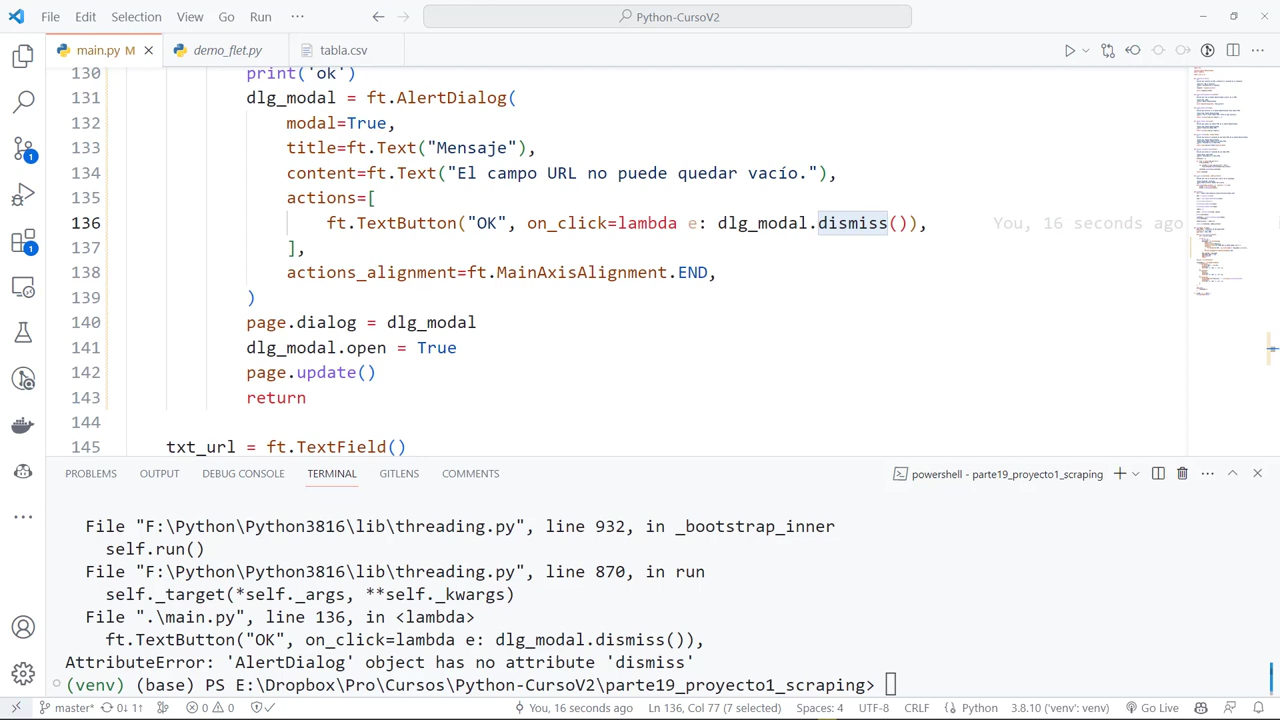 File Edit Selection View Go Run ···
Python-CursoV2
main.py M demo_flet.py tabla.csv
130 print('ok')
131 dlg_modal = ft.AlertDialog(
132 modal=True,
133 title=ft.Text("Mensaje"),
134 content=ft.Text("El campo URL no puede quedar vacío")
135 actions=[
136 ft.TextButton("OK", on_click=lambda e: dlg_modal.dismiss()), You, 16 seconds ago
137 ],
138 actions_alignment=ft.MainAxisAlignment.END,
139 )
140 page.dialog = dlg_modal
141 dlg_modal.open = True
142 page.update()
143 return
144
145 txt_url = ft.TextField()
PROBLEMS OUTPUT DEBUG CONSOLE TERMINAL GITLENS COMMENTS powershell - parte19_proyecto1_scraping
File "F:\Python\Python3816\lib\threading.py", line 932, in _bootstrap_inner
self.run()
File "F:\Python\Python3816\lib\threading.py", line 870, in run
self._target(*self._args, **self._kwargs)
File ".\main.py", line 136, in <lambda>
ft.TextButton("OK", on_click=lambda e: dlg_modal.dismiss()),
AttributeError: 'AlertDialog' object has no attribute 'dismiss'
(venv) (base) PS E:\Dropbox\Pro\Cursos\Python-CursoV2\parte19_proyecto1_scraping>
master* 0↓ 1↑ 0 0 You, 16 seconds ago Ln 136, Col 77 (7 selected) Spaces: 4 UTF-8 CRLF Python 3.8.10 ('venv': venv) Go Live